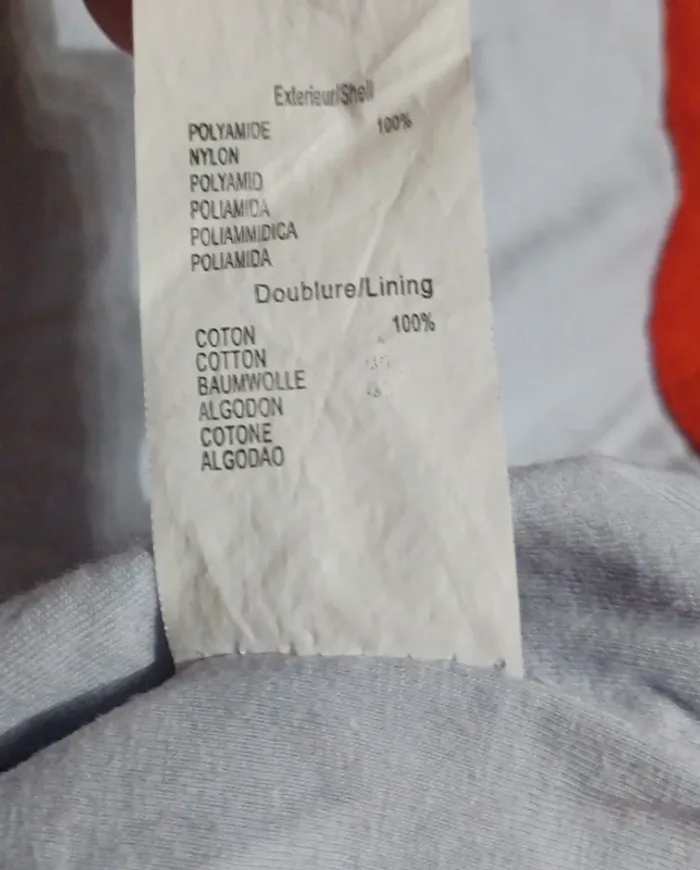 Exterieur/Shell
POLYAMIDE 100%
NYLON
POLYAMID
POLIAMIDA
POLIAMMIDICA
POLIAMIDA
Doublure/Lining
COTON 100%
COTTON
BAUMWOLLE
ALGODON
COTONE
ALGODAO